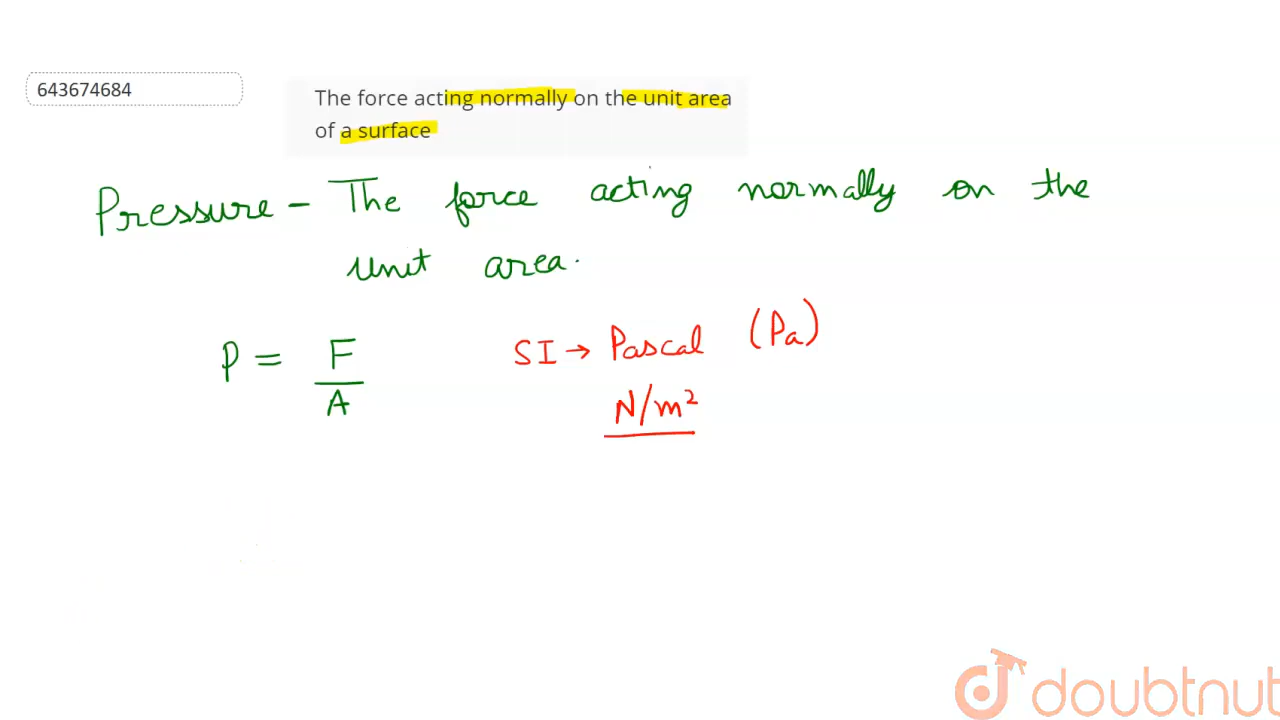 643674684
The force acting normally on the unit area
of a surface
Pressure - The force acting normally on the
unit area.
P = F/A
SI → Pascal (Pa)
N/m²
doubtnut